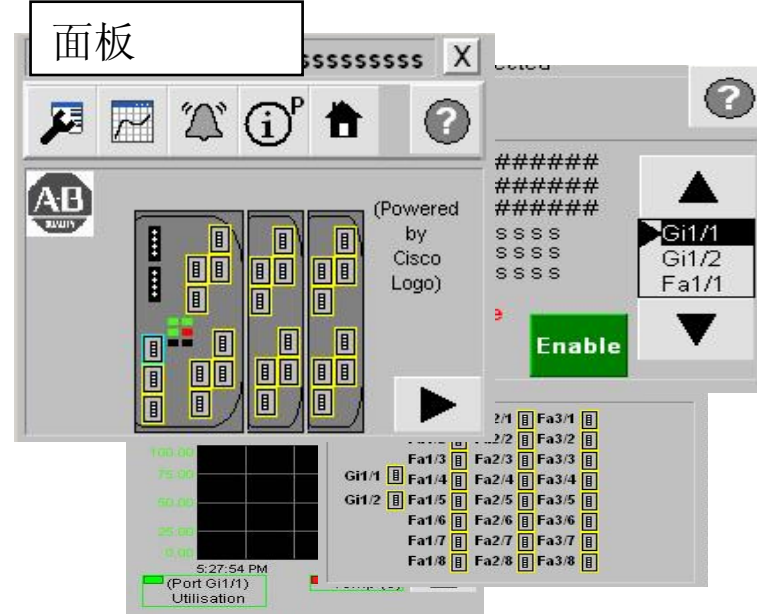 面板
sssssssss X
P
?
AB
QUALITY
(Powered
by
Cisco
Logo)
?
######
######
######
s s s s
s s s s
s s s s
Gi1/1
Gi1/2
Fa1/1
Enable
2/1 Fa3/1
2/2 Fa3/2
Fa1/3 Fa2/3 Fa3/3
Gi1/1 Fa1/4 Fa2/4 Fa3/4
Gi1/2 Fa1/5 Fa2/5 Fa3/5
Fa1/6 Fa2/6 Fa3/6
Fa1/7 Fa2/7 Fa3/7
Fa1/8 Fa2/8 Fa3/8
100.00
75.00
50.00
25.00
0.00
5:27:54 PM
(Port Gi1/1)
Utilisation